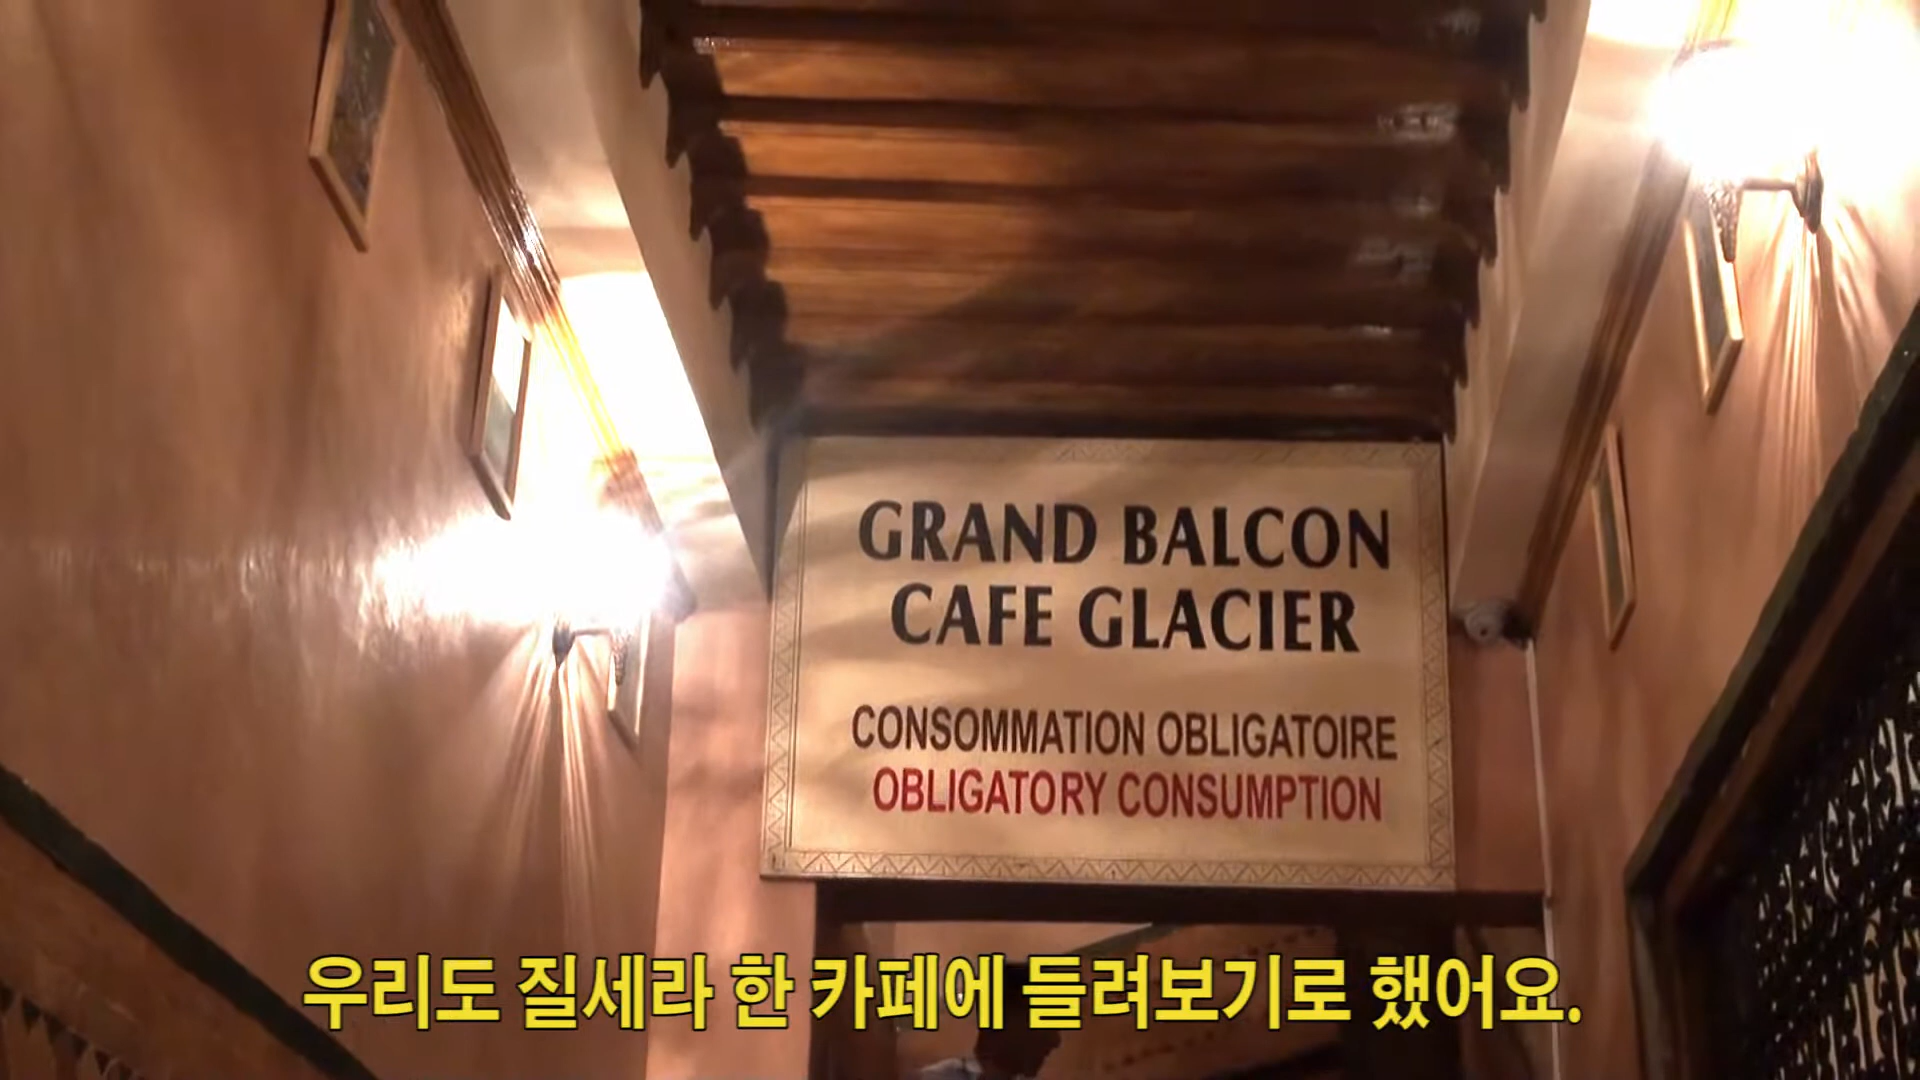 GRAND BALCON
CAFE GLACIER
CONSOMMATION OBLIGATOIRE
OBLIGATORY CONSUMPTION
우리도 질세라 한 카페에 들려보기로 했어요.